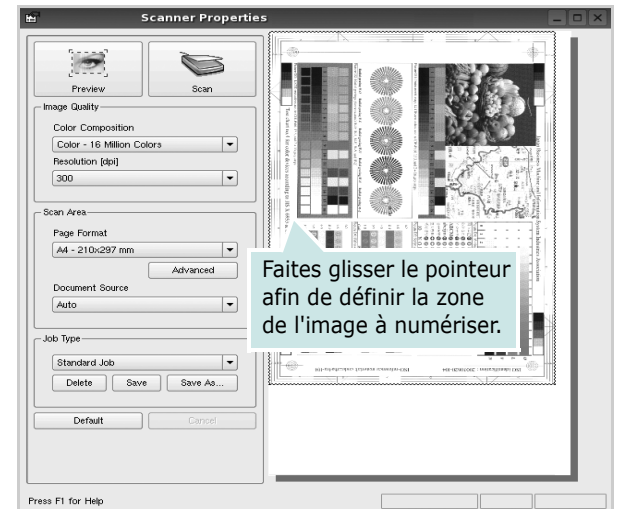 Scanner Properties
Preview
Scan
Image Quality
Color Composition
Color - 16 Million Colors
Resolution [dpi]
300
Scan Area
Page Format
A4 - 210x297 mm
Advanced
Document Source
Auto
Job Type
Standard Job
Delete
Save
Save As...
Default
Cancel
Faites glisser le pointeur
afin de définir la zone
de l'image à numériser.
Press F1 for Help